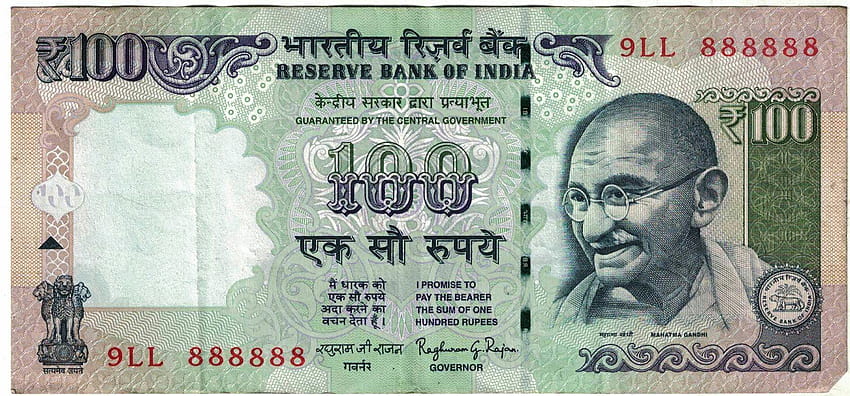 ₹100
भारतीय रिज़र्व बैंक
RESERVE BANK OF INDIA
9LL 888888
केन्द्रीय सरकार द्वारा प्रत्याभूत
GUARANTEED BY THE CENTRAL GOVERNMENT
₹100
100
एक सौ रुपये
मैं धारक को
एक सौ रुपये
अदा करने का
वचन देता हूँ।
I PROMISE TO
PAY THE BEARER
THE SUM OF ONE
HUNDRED RUPEES
रघुराम जी राजन
गवर्नर
Raghuram G. Rajan
GOVERNOR
सत्यमेव जयते
9LL 888888
महात्मा गांधी
MAHATMA GANDHI
भारतीय रिज़र्व बैंक
RESERVE BANK OF INDIA